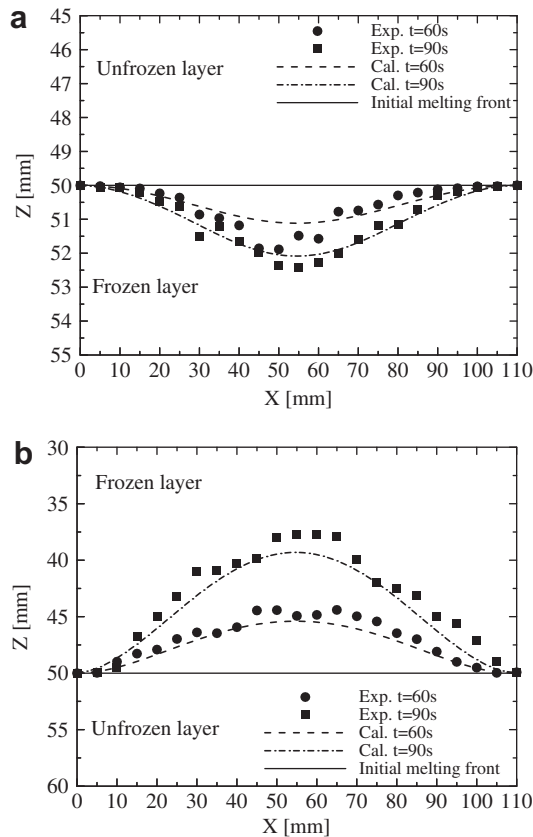 a
45
46
47
48
49
50
51
52
53
54
55
Z [mm]
Unfrozen layer
Exp. t=60s
Exp. t=90s
Cal. t=60s
Cal. t=90s
Initial melting front
Frozen layer
0 10 20 30 40 50 60 70 80 90 100 110
X [mm]
b
30
35
40
45
50
55
60
Z [mm]
Frozen layer
Unfrozen layer
Exp. t=60s
Exp. t=90s
Cal. t=60s
Cal. t=90s
Initial melting front
0 10 20 30 40 50 60 70 80 90 100 110
X [mm]